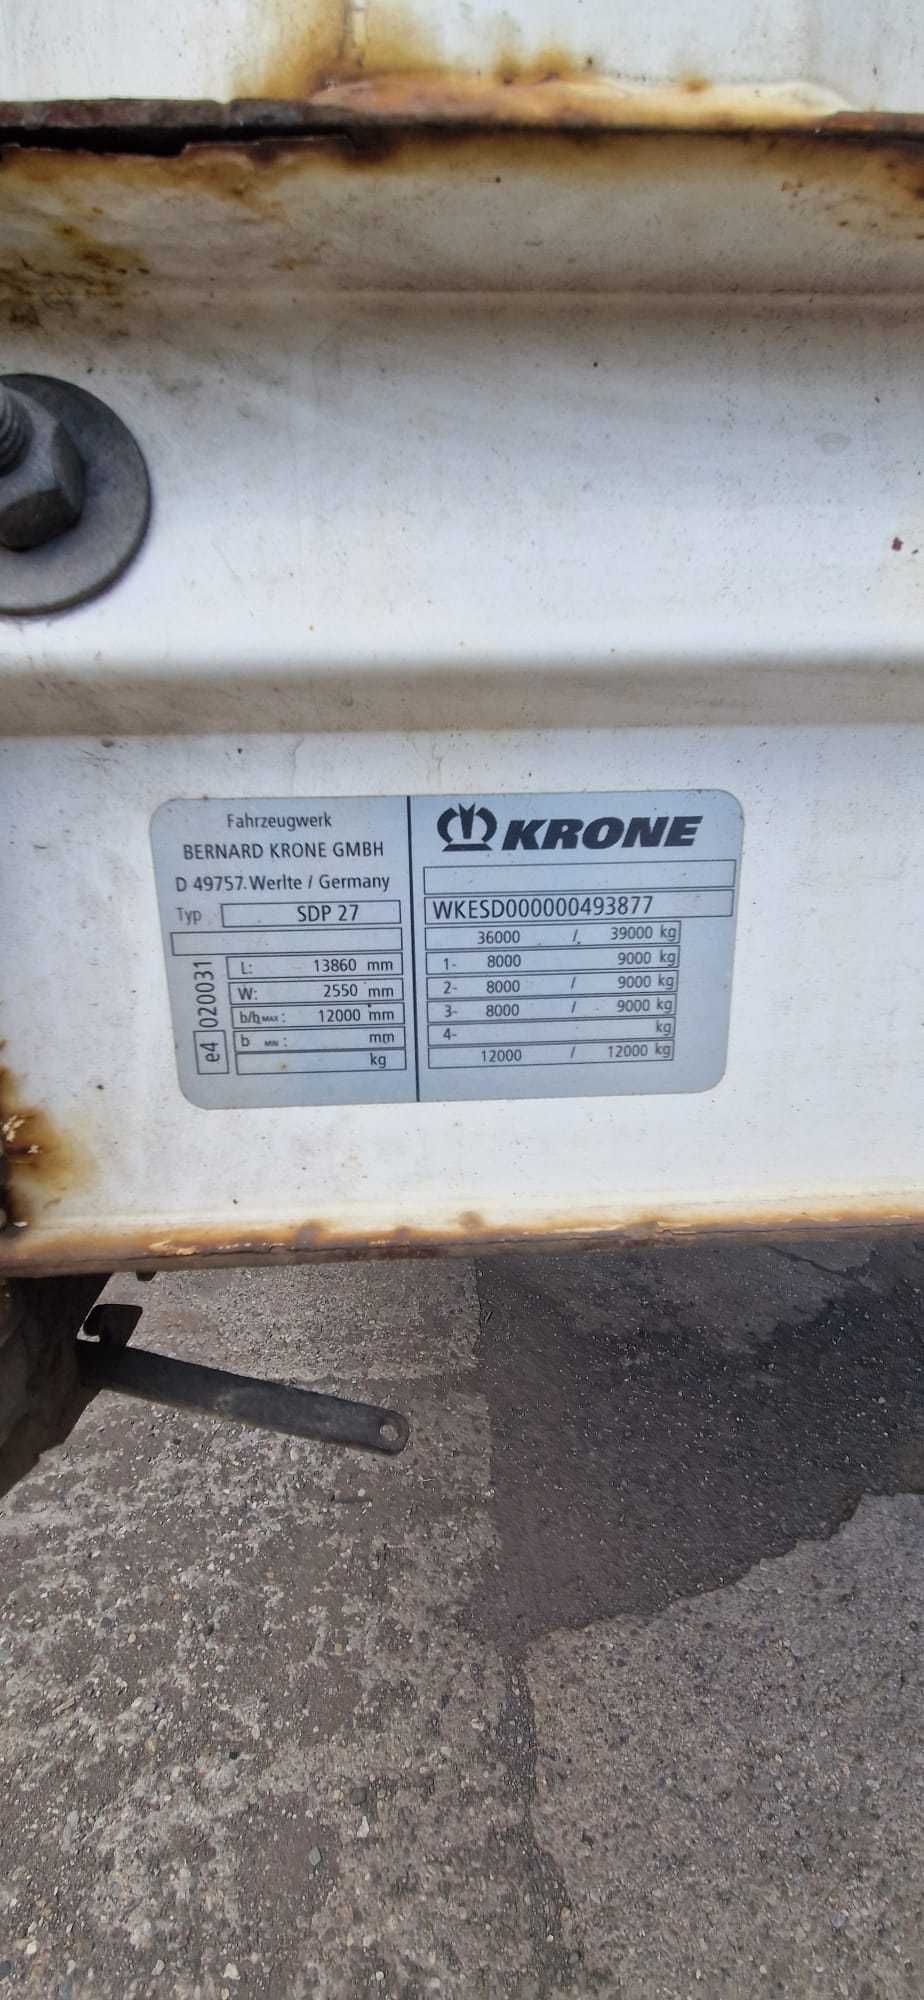 Fahrzeugwerk
BERNARD KRONE GMBH
D 49757.Werlte / Germany
Typ SDP 27
e4 020031
L: 13860 mm
W: 2550 mm
b/b MAX : 12000 mm
b MIN : mm
kg
KRONE
WKESD000000493877
36000 / 39000 kg
1- 8000 9000 kg
2- 8000 / 9000 kg
3- 8000 / 9000 kg
4- kg
12000 / 12000 kg